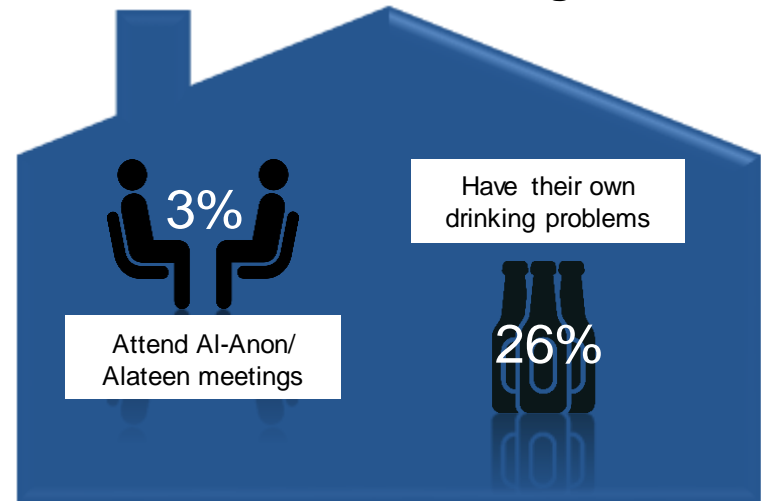 3%
Attend Al-Anon/
Alateen meetings
Have their own
drinking problems
26%